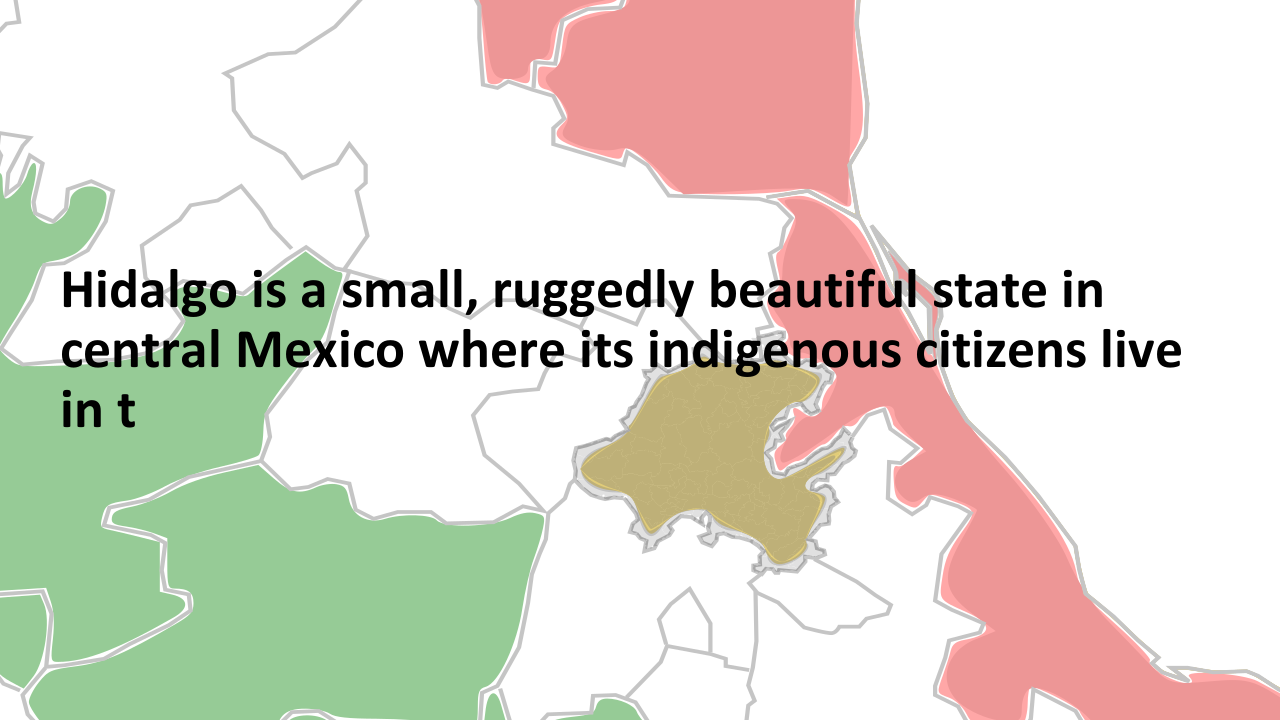 Hidalgo is a small, ruggedly beautiful state in
central Mexico where its indigenous citizens live
in t